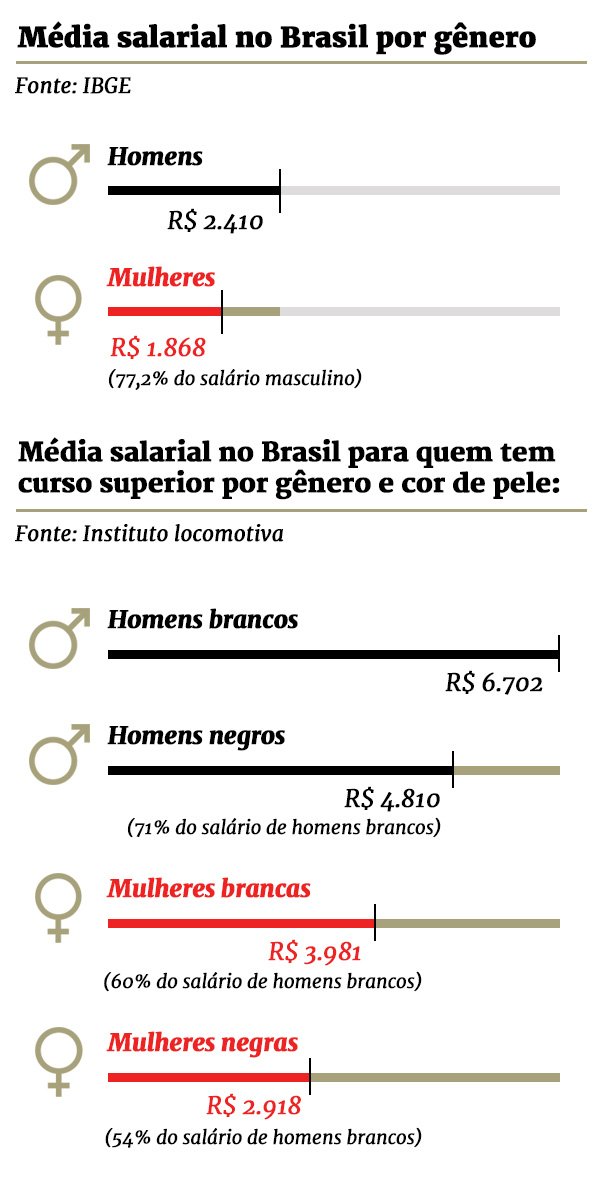 Média salarial no Brasil por gênero
Fonte: IBGE
Homens
R$ 2.410
Mulheres
R$ 1.868
(77,2% do salário masculino)
Média salarial no Brasil para quem tem
curso superior por gênero e cor de pele:
Fonte: Instituto locomotiva
Homens brancos
R$ 6.702
Homens negros
R$ 4.810
(71% do salário de homens brancos)
Mulheres brancas
R$ 3.981
(60% do salário de homens brancos)
Mulheres negras
R$ 2.918
(54% do salário de homens brancos)